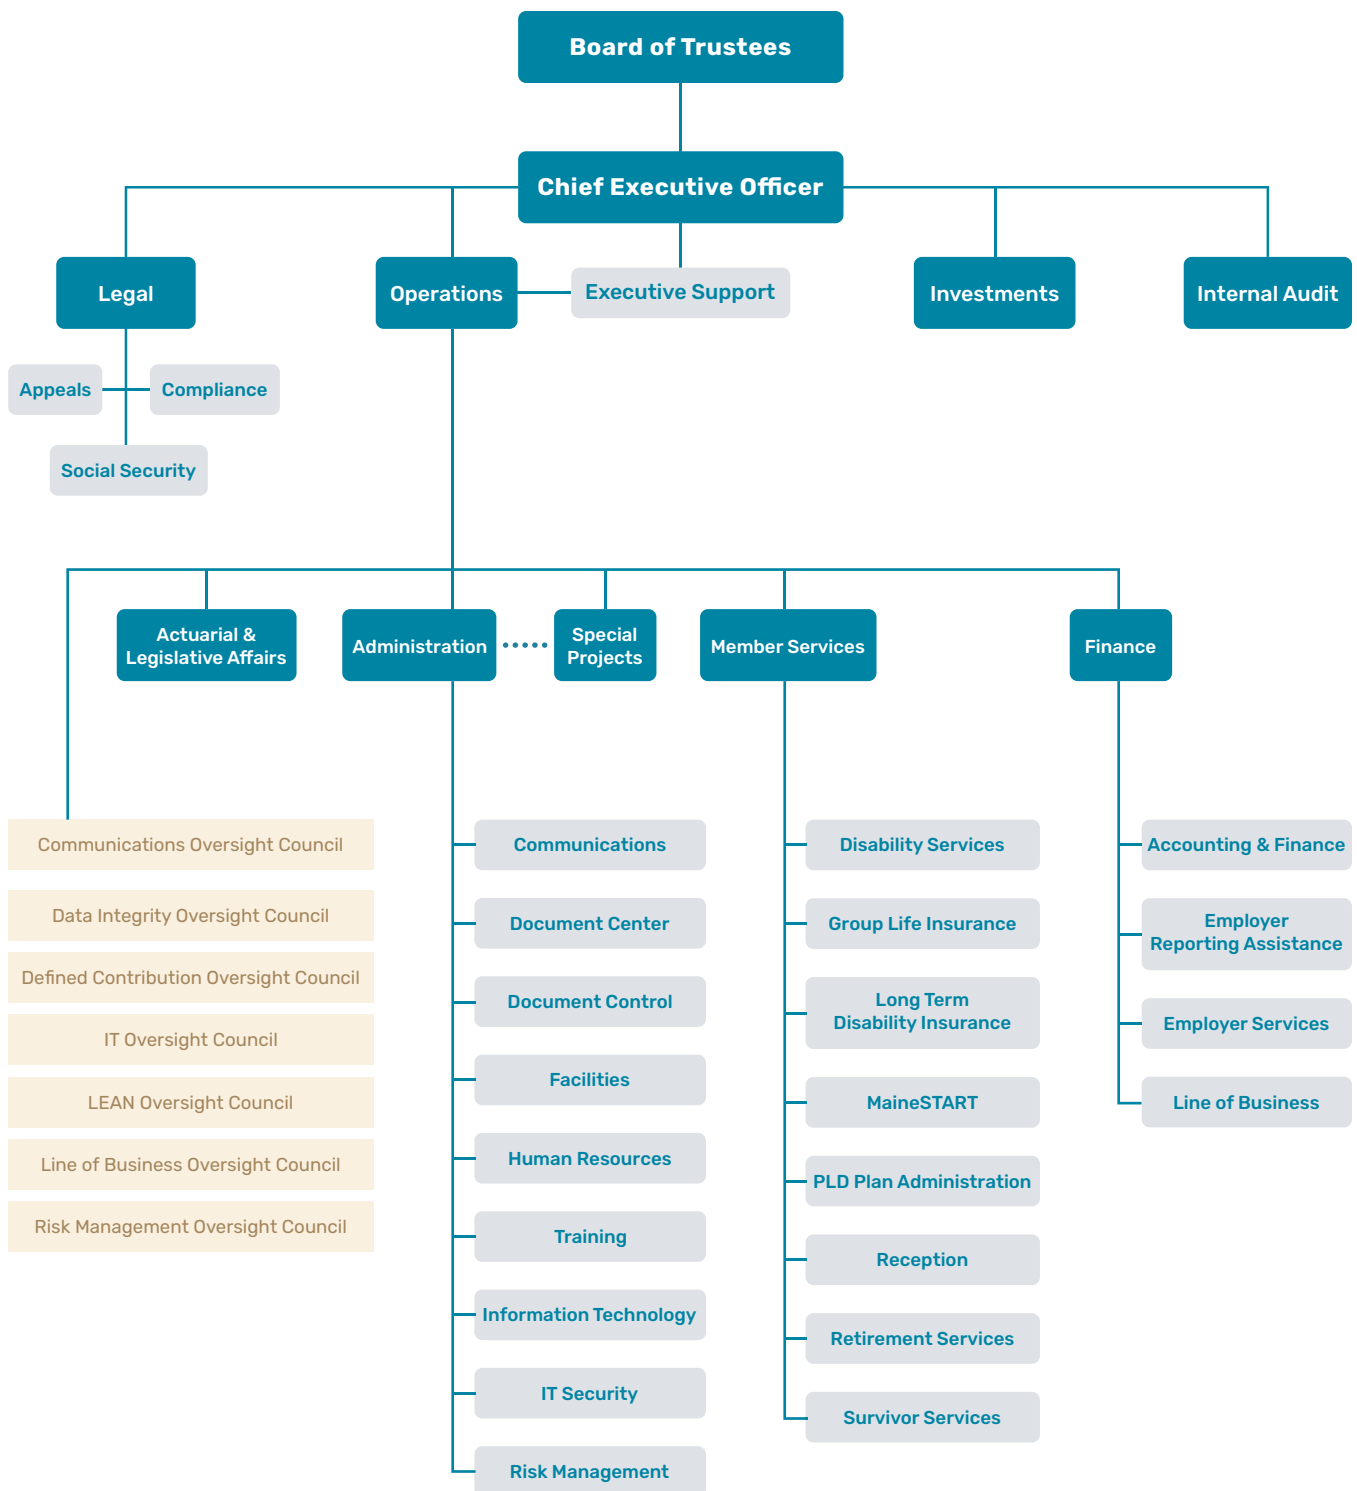 Board of Trustees
Chief Executive Officer
Legal
Operations
Executive Support
Investments
Internal Audit
Appeals
Compliance
Social Security
Actuarial &
Legislative Affairs
Administration
Special
Projects
Member Services
Finance
Communications Oversight Council
Data Integrity Oversight Council
Defined Contribution Oversight Council
IT Oversight Council
LEAN Oversight Council
Line of Business Oversight Council
Risk Management Oversight Council
Communications
Document Center
Document Control
Facilities
Human Resources
Training
Information Technology
IT Security
Risk Management
Disability Services
Group Life Insurance
Long Term
Disability Insurance
MaineSTART
PLD Plan Administration
Reception
Retirement Services
Survivor Services
Accounting & Finance
Employer
Reporting Assistance
Employer Services
Line of Business